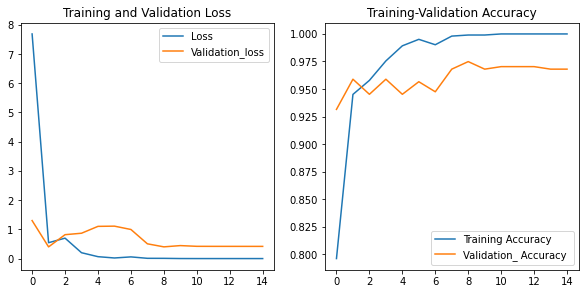 Training and Validation Loss
8
7
6
5
4
3
2
1
0
0 2 4 6 8 10 12 14
Loss
Validation_loss
Training-Validation Accuracy
1.000
0.975
0.950
0.925
0.900
0.875
0.850
0.825
0.800
0 2 4 6 8 10 12 14
Training Accuracy
Validation_ Accuracy